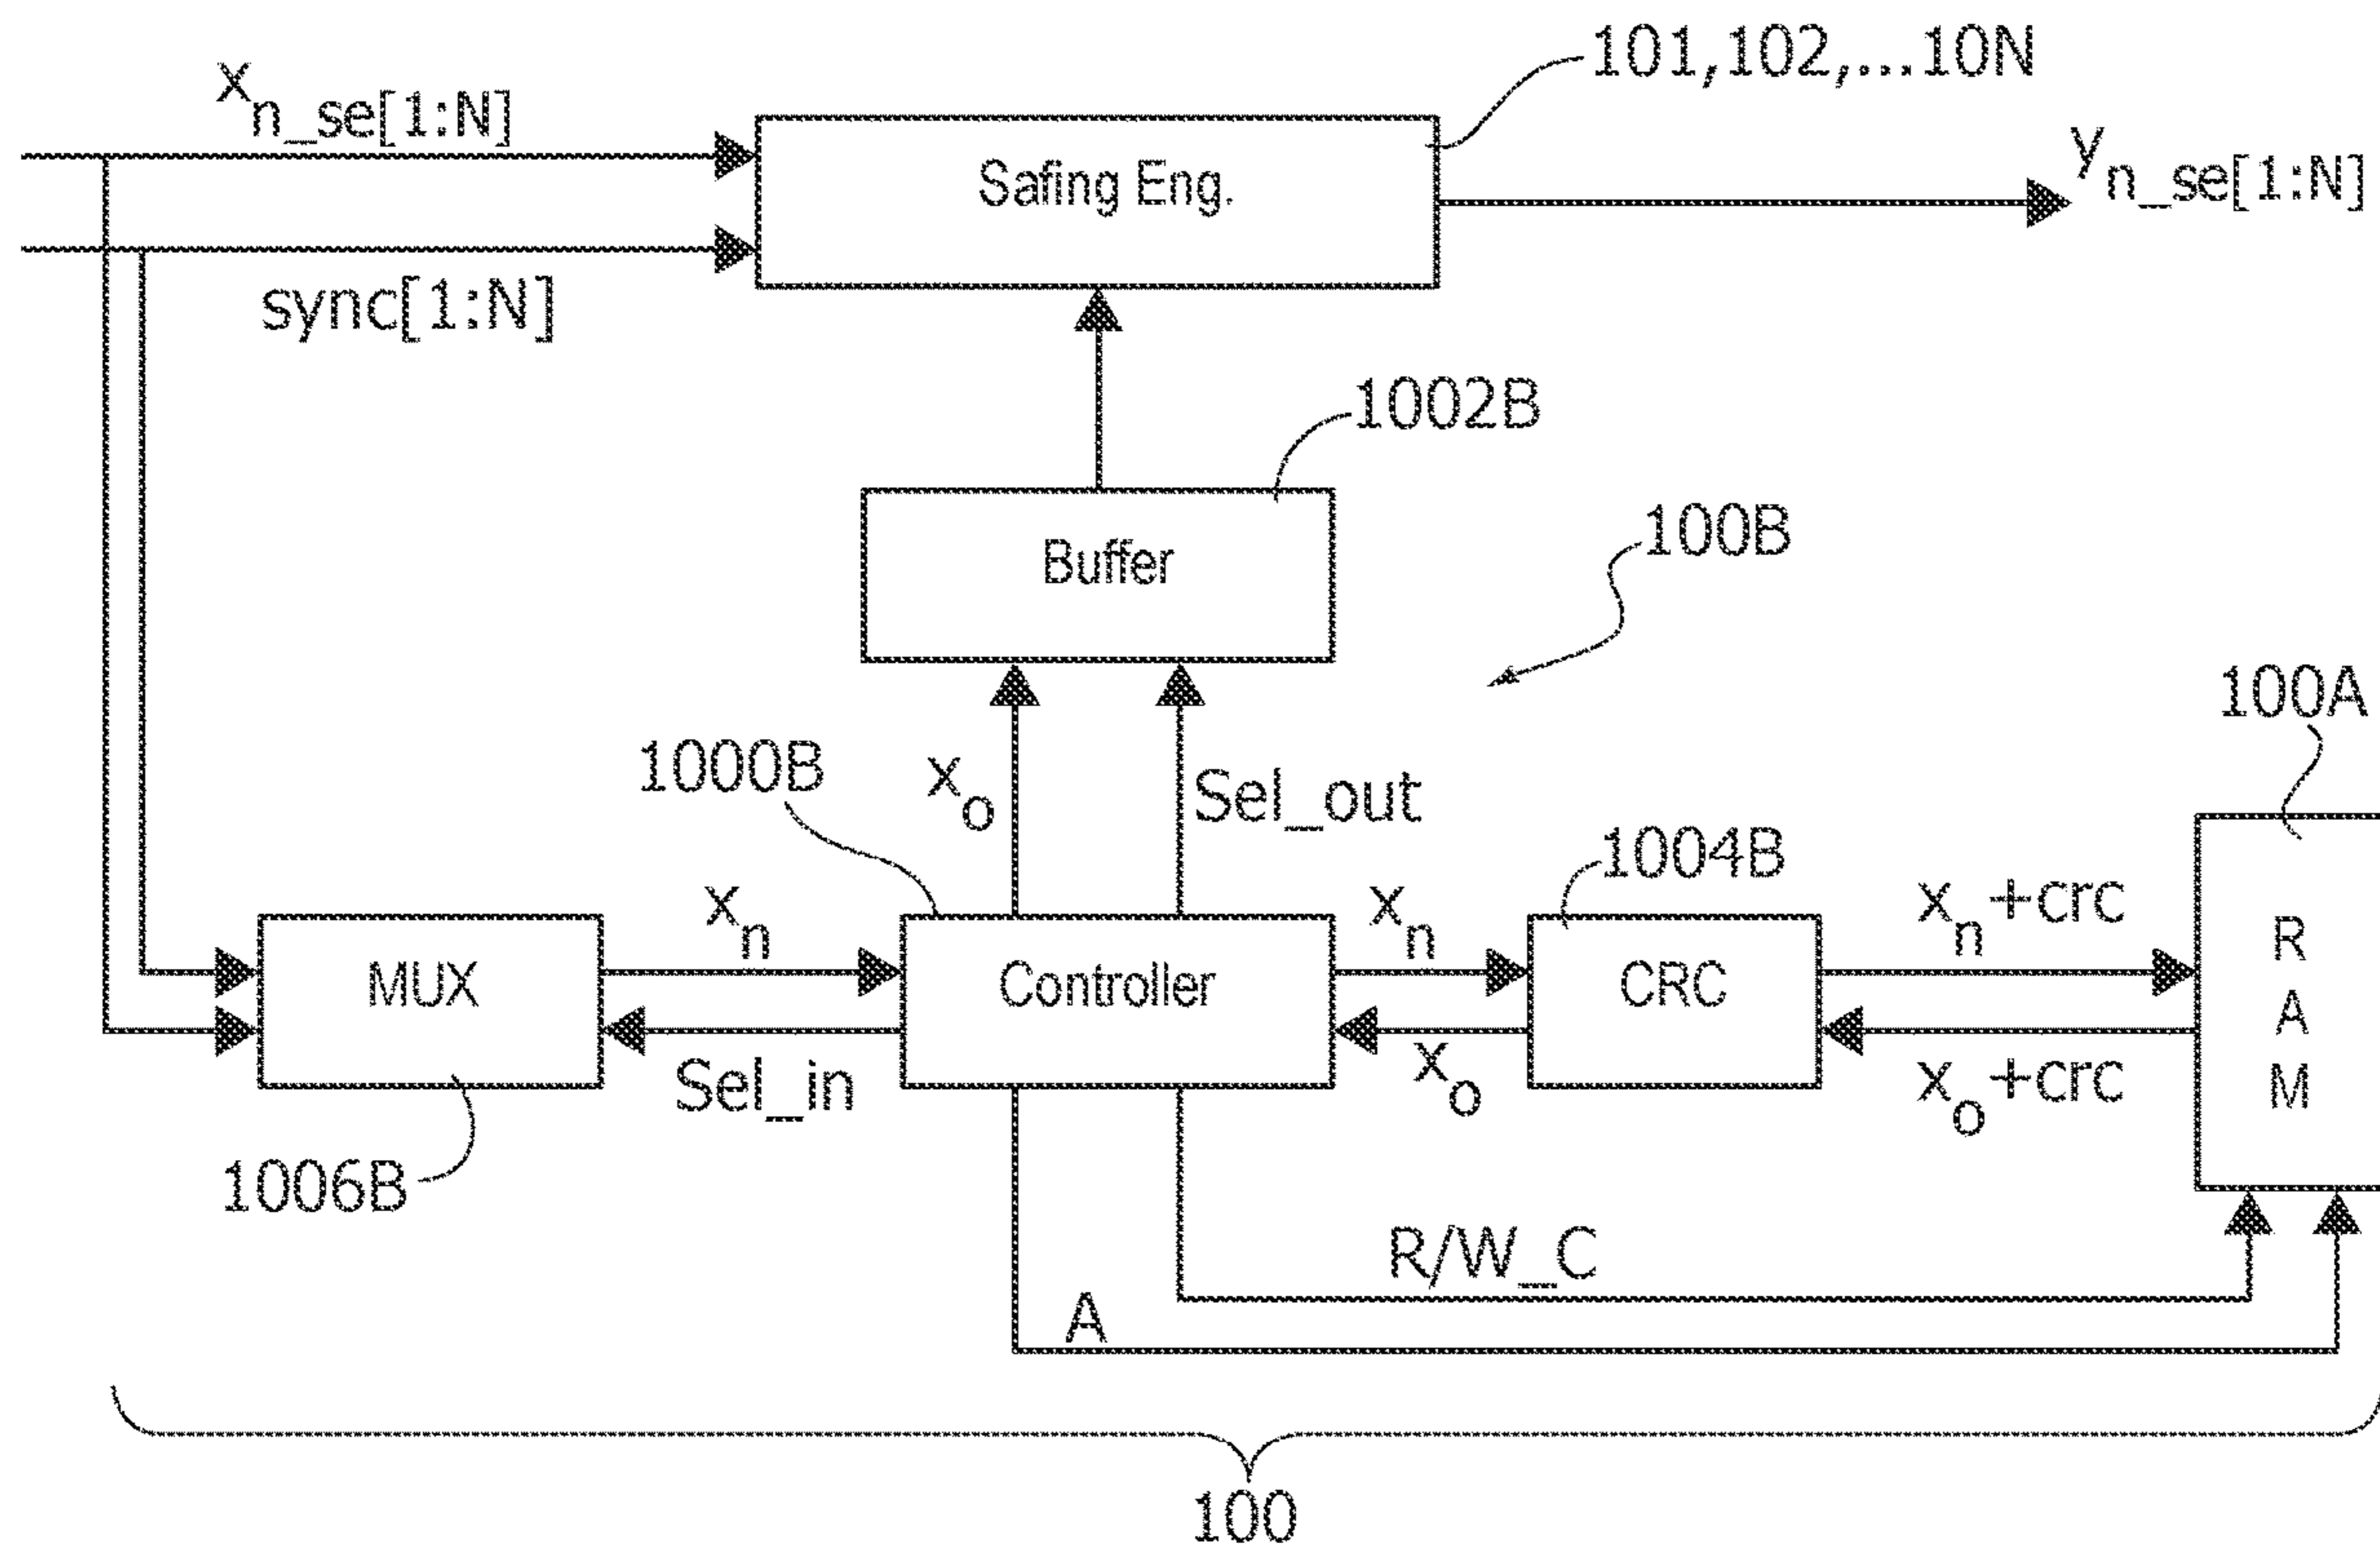 101,102,...10N
xn_se[1:N]
yn_se[1:N]
Safing Eng.
sync[1:N]
1002B
Buffer
100B
100A
1000B
xo
Sel_out
1004B
xn
xn
xn+crc
MUX
Controller
CRC
RAM
Sel_in
xo
xo+crc
1006B
R/W_C
A
100